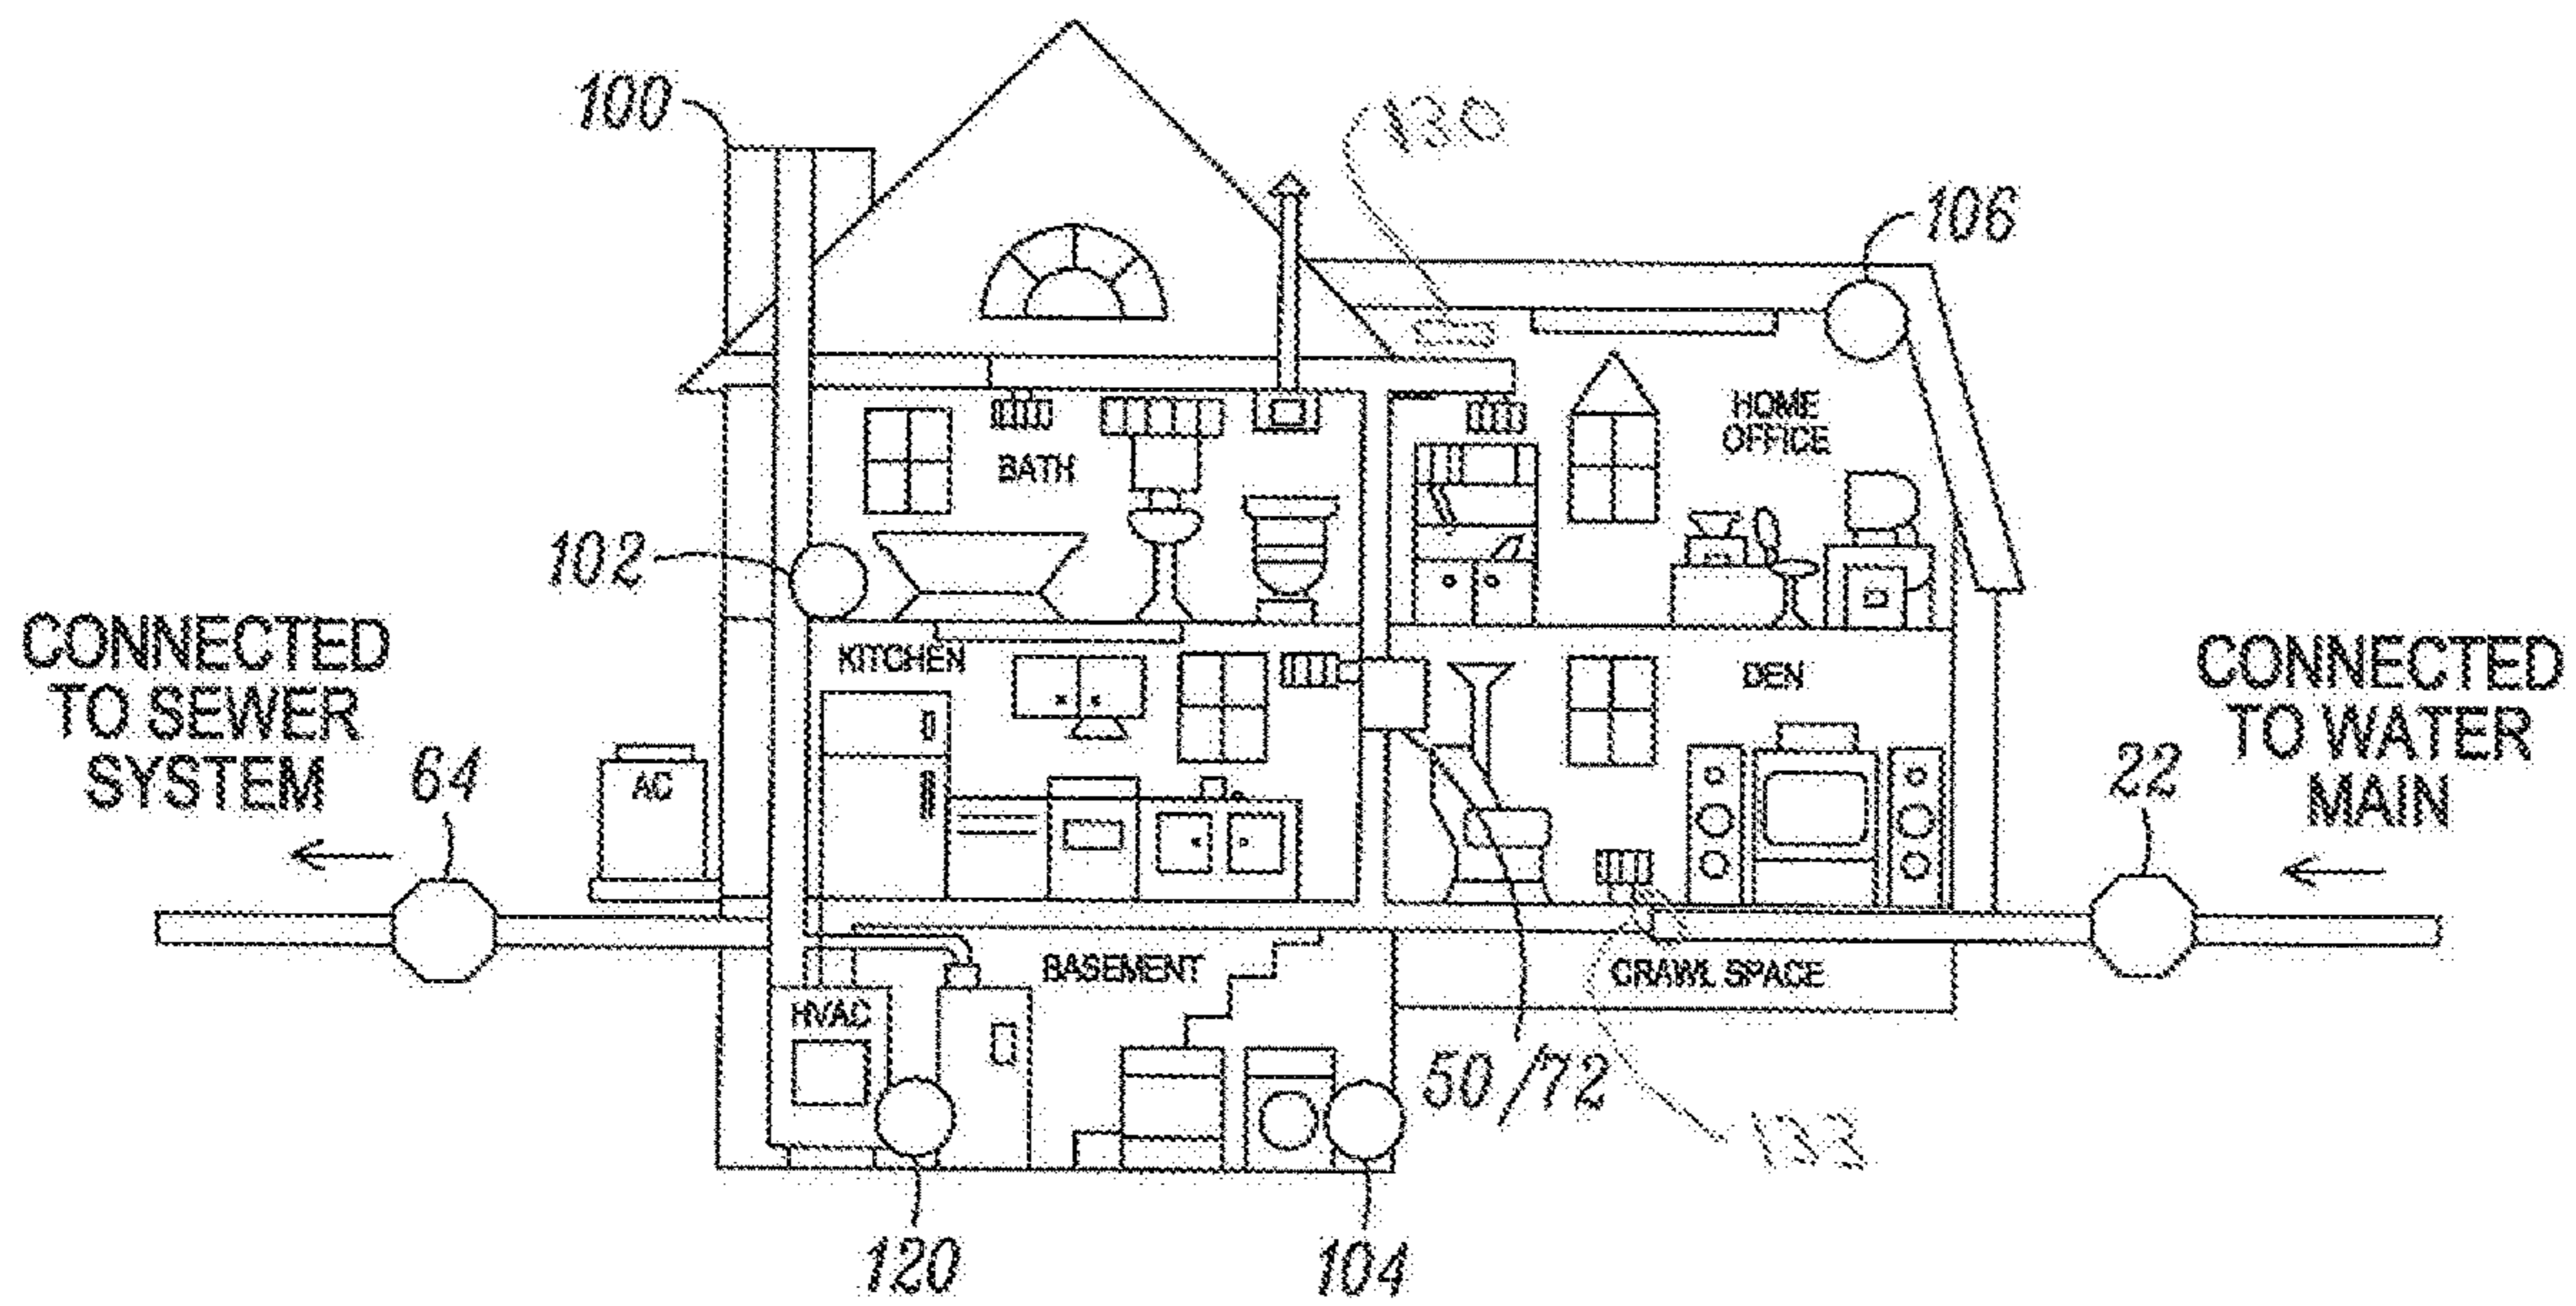 100
130
106
HOME
OFFICE
BATH
102
CONNECTED
TO SEWER
SYSTEM
KITCHEN
DEN
CONNECTED
TO WATER
MAIN
64
AC
22
BASEMENT
CRAWL SPACE
HVAC
50/72
133
120
104